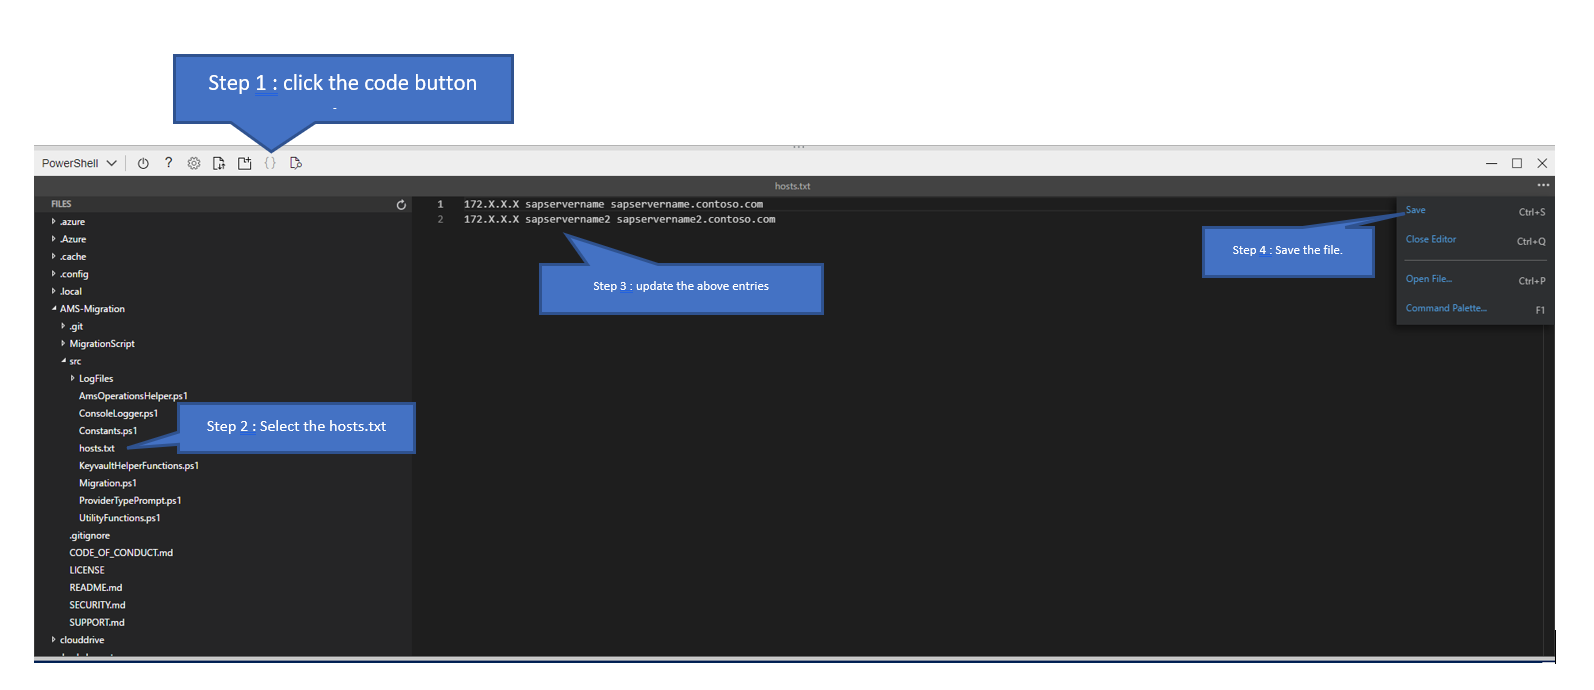 Step 1 : click the code button
PowerShell
?
{ }
hosts.txt
FILES
.azure
.Azure
.cache
.config
.local
AMS-Migration
.git
MigrationScript
src
LogFiles
AmsOperationsHelper.ps1
ConsoleLogger.ps1
Constants.ps1
hosts.txt
KeyvaultHelperFunctions.ps1
Migration.ps1
ProviderTypePrompt.ps1
UtilityFunctions.ps1
.gitignore
CODE_OF_CONDUCT.md
LICENSE
README.md
SECURITY.md
SUPPORT.md
clouddrive
Step 2 : Select the hosts.txt
1 172.X.X.X sapservername sapservername.contoso.com
2 172.X.X.X sapservername2 sapservername2.contoso.com
Step 3 : update the above entries
Step 4 : Save the file.
Save Ctrl+S
Close Editor Ctrl+Q
Open File... Ctrl+P
Command Palette... F1